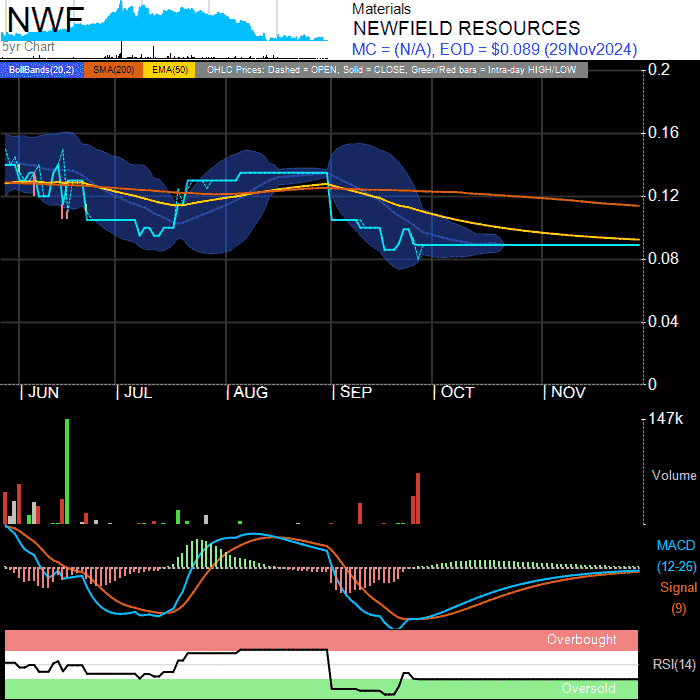 NWF
5yr Chart
Materials
NEWFIELD RESOURCES
MC = (N/A), EOD = $0.089 (29Nov2024)
BollBands(20,2) SMA(200) EMA(50) OHLC Prices: Dashed = OPEN, Solid = CLOSE, Green/Red bars = Intra-day HIGH/LOW
0.2
0.16
0.12
0.08
0.04
0
JUN JUL AUG SEP OCT NOV
147k
Volume
MACD
(12-26)
Signal
(9)
Overbought
RSI(14)
Oversold